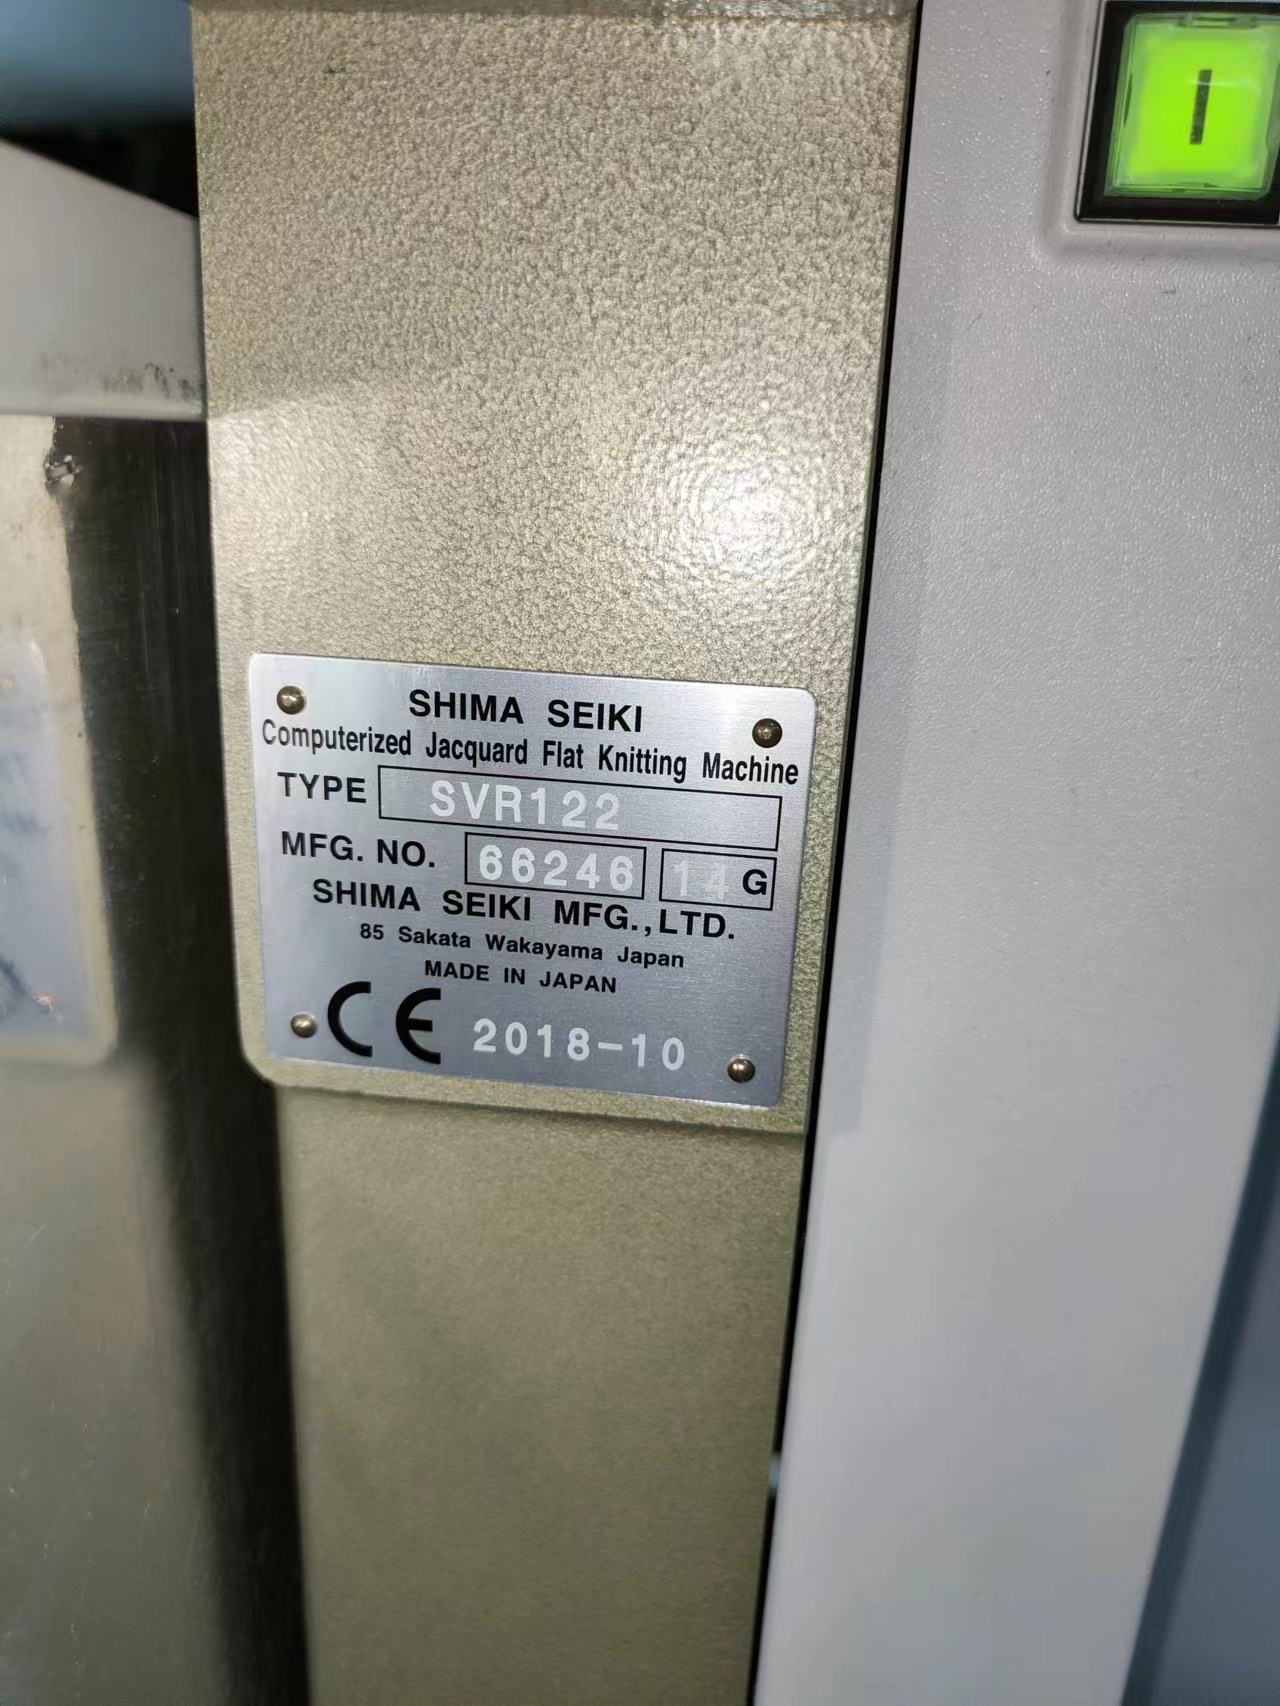 I
SHIMA SEIKI
Computerized Jacquard Flat Knitting Machine
TYPE SVR122
MFG. NO. 66246 14 G
SHIMA SEIKI MFG.,LTD.
85 Sakata Wakayama Japan
MADE IN JAPAN
CE 2018-10